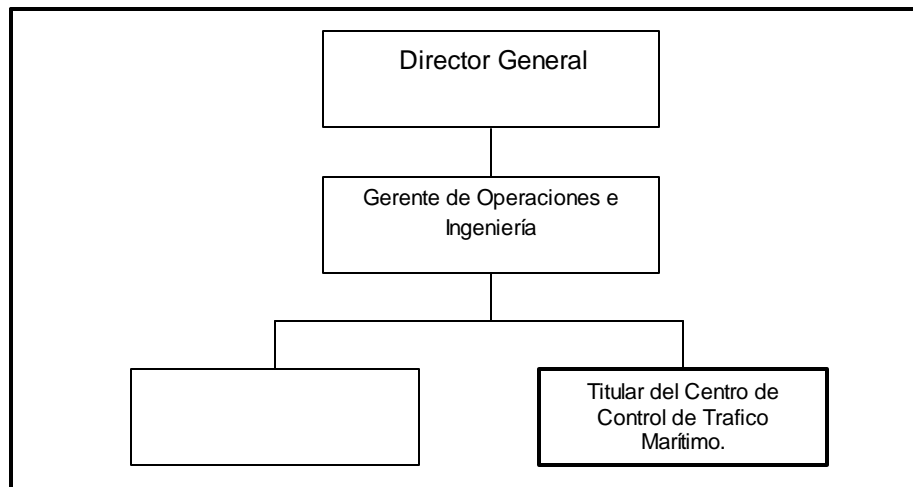 Director General
Gerente de Operaciones e
Ingeniería
Titular del Centro de
Control de Trafico
Marítimo.